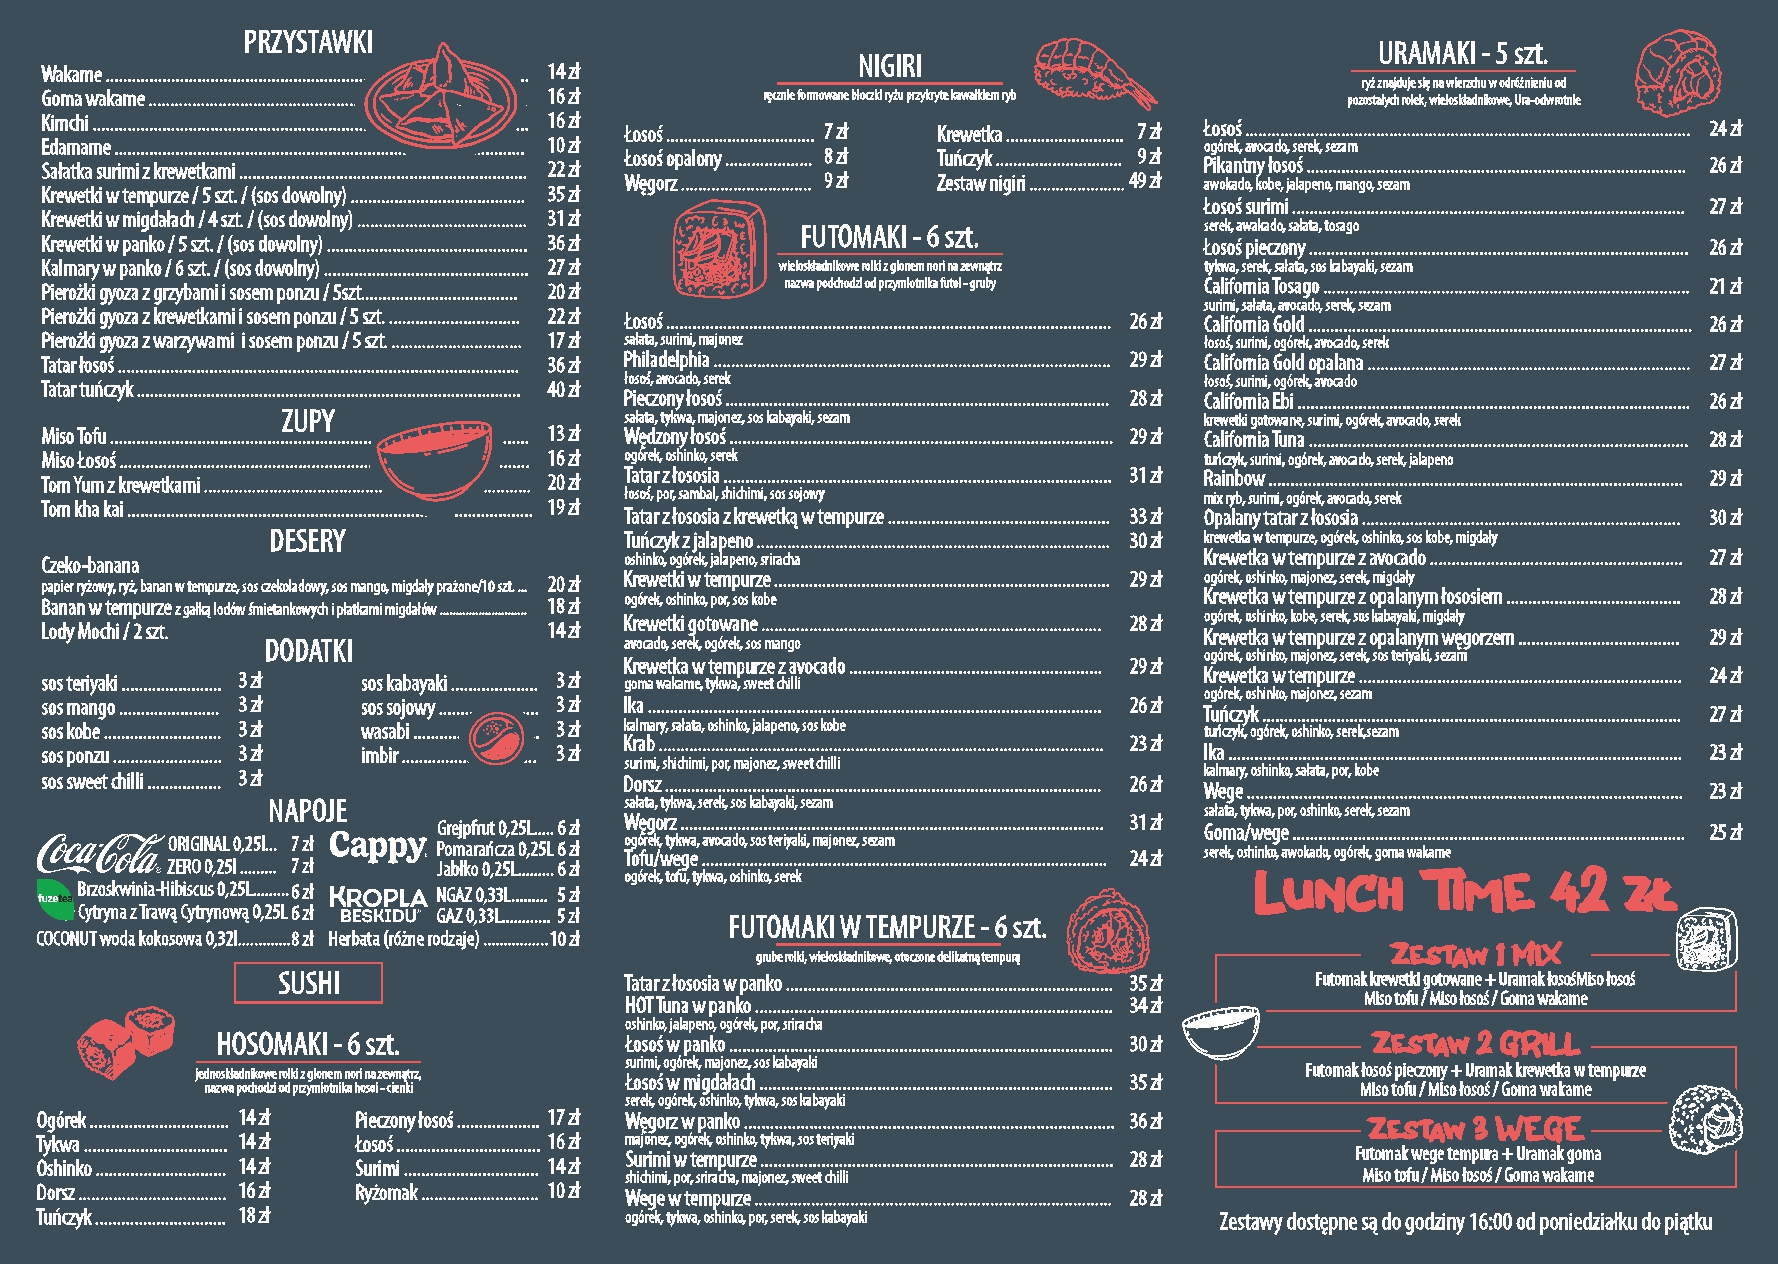 PRZYSTAWKI
Wakame 14 zł
Goma wakame 16 zł
Kimchi 16 zł
Edamame 10 zł
Sałatka surimi z krewetkami 22 zł
Krewetki w tempurze / 5 szt. / (sos dowolny) 35 zł
Krewetki w migdałach / 4 szt. / (sos dowolny) 31 zł
Krewetki w panko / 5 szt. / (sos dowolny) 36 zł
Kalmary w panko / 6 szt. / (sos dowolny) 27 zł
Pierożki gyoza z grzybami i sosem ponzu / 5szt. 20 zł
Pierożki gyoza z krewetkami i sosem ponzu / 5 szt. 22 zł
Pierożki gyoza z warzywami i sosem ponzu / 5 szt. 17 zł
Tatar łosoś 36 zł
Tatar tuńczyk 40 zł
ZUPY
Miso Tofu 13 zł
Miso Łosoś 16 zł
Tom Yum z krewetkami 20 zł
Tom kha kai 19 zł
DESERY
Czeko-banana
papier ryżowy, ryż, banan w tempurze, sos czekoladowy, sos mango, migdały prażone/10 szt. ... 20 zł
Banan w tempurze z gałką lodów śmietankowych i płatkami migdałów 18 zł
Lody Mochi / 2 szt. 14 zł
DODATKI
sos teriyaki 3 zł
sos mango 3 zł
sos kobe 3 zł
sos ponzu 3 zł
sos sweet chilli 3 zł
sos kabayaki 3 zł
sos sojowy 3 zł
wasabi 3 zł
imbir 3 zł
NAPOJE
Coca-Cola ORIGINAL 0,25L.. 7 zł
ZERO 0,25l 7 zł
fuzetea Brzoskwinia-Hibiscus 0,25L 6 zł
Cytryna z Trawą Cytrynową 0,25L 6 zł
COCONUT woda kokosowa 0,32l 8 zł
Cappy Grejpfrut 0,25L 6 zł
Pomarańcza 0,25L 6 zł
Jabłko 0,25L 6 zł
KROPLA BESKIDU NGAZ 0,33L 5 zł
GAZ 0,33L 5 zł
Herbata (różne rodzaje) 10 zł
SUSHI
HOSOMAKI - 6 szt.
jednoskładnikowe rolki z glonem nori na zewnątrz,
nazwa pochodzi od przymiotnika hosoi - cienki
Ogórek 14 zł
Tykwa 14 zł
Oshinko 14 zł
Dorsz 16 zł
Tuńczyk 18 zł
Pieczony łosoś 17 zł
Łosoś 16 zł
Surimi 14 zł
Ryżomak 10 zł
NIGIRI
ręcznie formowane bloczki ryżu przykryte kawałkiem ryb
Łosoś 7 zł
Łosoś opalony 8 zł
Węgorz 9 zł
Krewetka 7 zł
Tuńczyk 9 zł
Zestaw nigiri 49 zł
FUTOMAKI - 6 szt.
wieloskładnikowe rolki z glonem nori na zewnątrz
nazwa podchodzi od przymiotnika futoi - gruby
Łosoś 26 zł
sałata, surimi, majonez
Philadelphia 29 zł
łosoś, avocado, serek
Pieczony łosoś 28 zł
sałata, tykwa, majonez, sos kabayaki, sezam
Wędzony łosoś 29 zł
ogórek, oshinko, serek
Tatar z łososia 31 zł
łosoś, por, sambal, shichimi, sos sojowy
Tatar z łososia z krewetką w tempurze 33 zł
Tuńczyk z jalapeno 30 zł
oshinko, ogórek, jalapeno, sriracha
Krewetki w tempurze 29 zł
ogórek, oshinko, por, sos kobe
Krewetki gotowane 28 zł
avocado, serek, ogórek, sos mango
Krewetka w tempurze z avocado 29 zł
goma wakame, tykwa, sweet chilli
Ika 26 zł
kalmary, sałata, oshinko, jalapeno, sos kobe
Krab 23 zł
surimi, shichimi, por, majonez, sweet chilli
Dorsz 26 zł
sałata, tykwa, serek, sos kabayaki, sezam
Węgorz 31 zł
ogórek, tykwa, avocado, sos teriyaki, majonez, sezam
Tofu/wege 24 zł
ogórek, tofu, tykwa, oshinko, serek
FUTOMAKI W TEMPURZE - 6 szt.
grube rolki, wieloskładnikowe, otoczone delikatną tempurą
Tatar z łososia w panko 35 zł
HOT Tuna w panko 34 zł
oshinko, jalapeno, ogórek, por, sriracha
Łosoś w panko 30 zł
surimi, ogórek, majonez, sos kabayaki
Łosoś w migdałach 35 zł
serek, ogórek, oshinko, tykwa, sos kabayaki
Węgorz w panko 36 zł
majonez, ogórek, oshinko, tykwa, sos teriyaki
Surimi w tempurze 28 zł
shichimi, por, sriracha, majonez, sweet chilli
Wege w tempurze 28 zł
ogórek, tykwa, oshinko, por, serek, sos kabayaki
URAMAKI - 5 szt.
ryż znajduje się na wierzchu w odróżnieniu od
pozostałych rolek, wieloskładnikowe, Ura-odwrotnie
Łosoś 24 zł
ogórek, avocado, serek, sezam
Pikantny łosoś 26 zł
awokado, kobe, jalapeno, mango, sezam
Łosoś surimi 27 zł
serek, awakado, sałata, tosago
Łosoś pieczony 26 zł
tykwa, serek, sałata, sos kabayaki, sezam
California Tosago 21 zł
surimi, sałata, avocado, serek, sezam
California Gold 26 zł
łosoś, surimi, ogórek, avocado, serek
California Gold opalana 27 zł
łosoś, surimi, ogórek, avocado
California Ebi 26 zł
krewetki gotowane, surimi, ogórek, avocado, serek
California Tuna 28 zł
tuńczyk, surimi, ogórek, avocado, serek, jalapeno
Rainbow 29 zł
mix ryb, surimi, ogórek, avocado, serek
Opalany tatar z łososia 30 zł
krewetka w tempurze, ogórek, oshinko, sos kobe, migdały
Krewetka w tempurze z avocado 27 zł
ogórek, oshinko, majonez, serek, migdały
Krewetka w tempurze z opalanym łososiem 28 zł
ogórek, oshinko, kobe, serek, sos kabayaki, migdały
Krewetka w tempurze z opalanym węgorzem 29 zł
ogórek, oshinko, majonez, serek, sos teriyaki, sezam
Krewetka w tempurze 24 zł
ogórek, oshinko, majonez, sezam
Tuńczyk 27 zł
tuńczyk, ogórek, oshinko, serek,sezam
Ika 23 zł
kalmary, oshinko, sałata, por, kobe
Wege 23 zł
sałata, tykwa, por, oshinko, serek, sezam
Goma/wege 25 zł
serek, oshinko, awokado, ogórek, goma wakame
LUNCH TIME 42 ZŁ
ZESTAW 1 MIX
Futomak krewetki gotowane + Uramak łosośMiso łosoś
Miso tofu / Miso łosoś / Goma wakame
ZESTAW 2 GRILL
Futomak łosoś pieczony + Uramak krewetka w tempurze
Miso tofu / Miso łosoś / Goma wakame
ZESTAW 3 WEGE
Futomak wege tempura + Uramak goma
Miso tofu / Miso łosoś / Goma wakame
Zestawy dostępne są do godziny 16:00 od poniedziałku do piątku